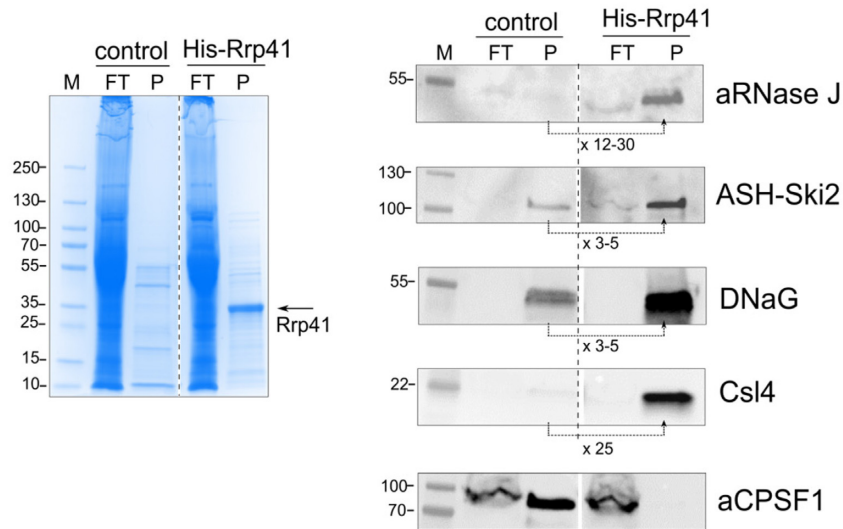 control His-Rrp41
M FT P FT P
250
130
100
70
55
35
25
15
10
Rrp41
control His-Rrp41
M FT P FT P
55
aRNase J
x 12-30
130
100
ASH-Ski2
x 3-5
55
DNaG
x 3-5
22
Csl4
x 25
100
70
aCPSF1